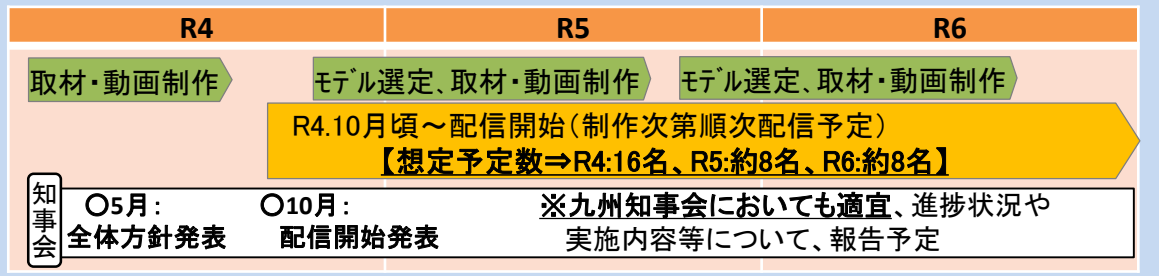 R4 R5 R6
取材・動画制作 ﾓﾃﾞﾙ選定、取材・動画制作 ﾓﾃﾞﾙ選定、取材・動画制作
R4.10月頃～配信開始（制作次第順次配信予定）
【想定予定数⇒R4:16名、R5:約8名、R6:約8名】
知事会
〇5月： 〇10月： ※九州知事会においても適宜、進捗状況や
全体方針発表 配信開始発表 実施内容等について、報告予定